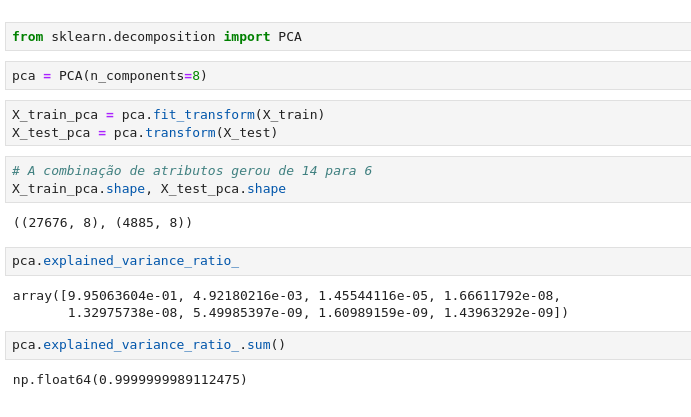 from sklearn.decomposition import PCA
pca = PCA(n_components=8)
X_train_pca = pca.fit_transform(X_train)
X_test_pca = pca.transform(X_test)
# A combinação de atributos gerou de 14 para 6
X_train_pca.shape, X_test_pca.shape
((27676, 8), (4885, 8))
pca.explained_variance_ratio_
array([9.95063604e-01, 4.92180216e-03, 1.45544116e-05, 1.66611792e-08,
       1.32975738e-08, 5.49985397e-09, 1.60989159e-09, 1.43963292e-09])
pca.explained_variance_ratio_.sum()
np.float64(0.9999999989112475)